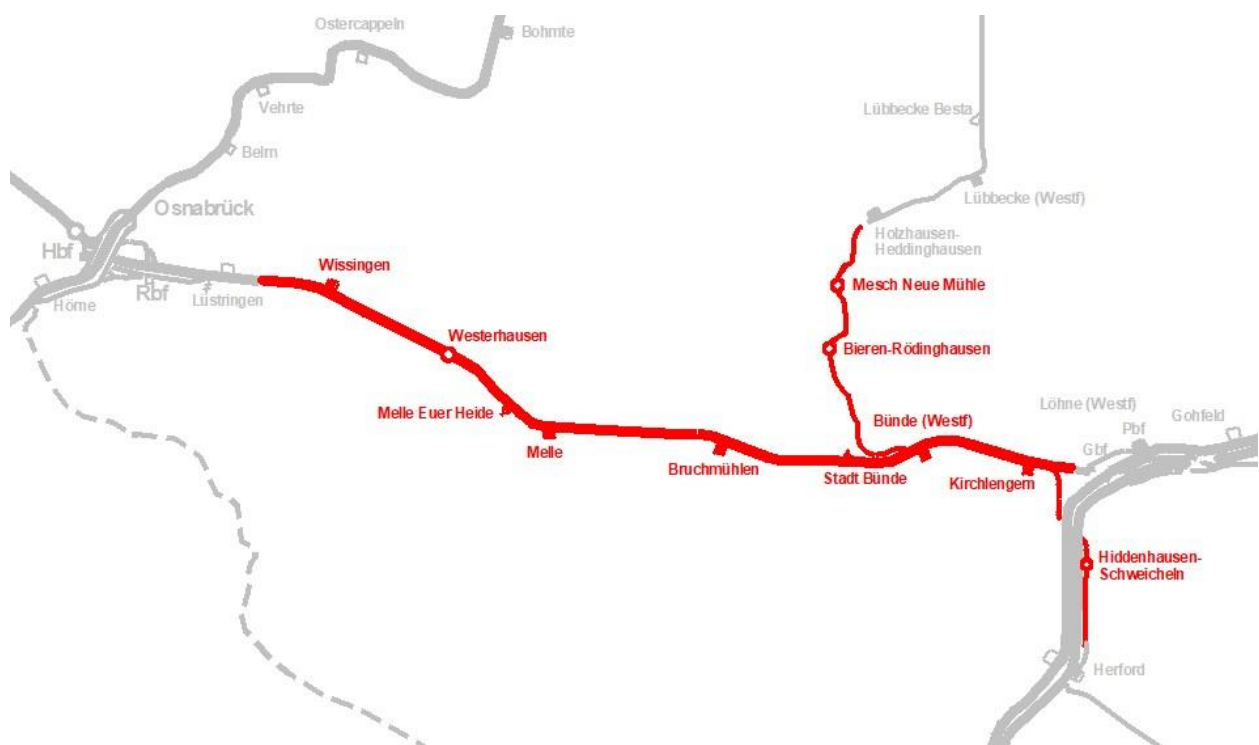 Ostercappeln
Bohmte
Vehrte
Belm
Lübbecke Besta
Lübbecke (Westf)
Osnabrück
Holzhausen-
Heddinghausen
Hbf
Rbf
Lüstringen
Hörne
Wissingen
Mesch Neue Mühle
Westerhausen
Bieren-Rödinghausen
Melle Euer Heide
Melle
Bruchmühlen
Stadt Bünde
Bünde (Westf)
Kirchlengern
Löhne (Westf)
Gbf
Pbf
Gohfeld
Hiddenhausen-
Schweicheln
Herford